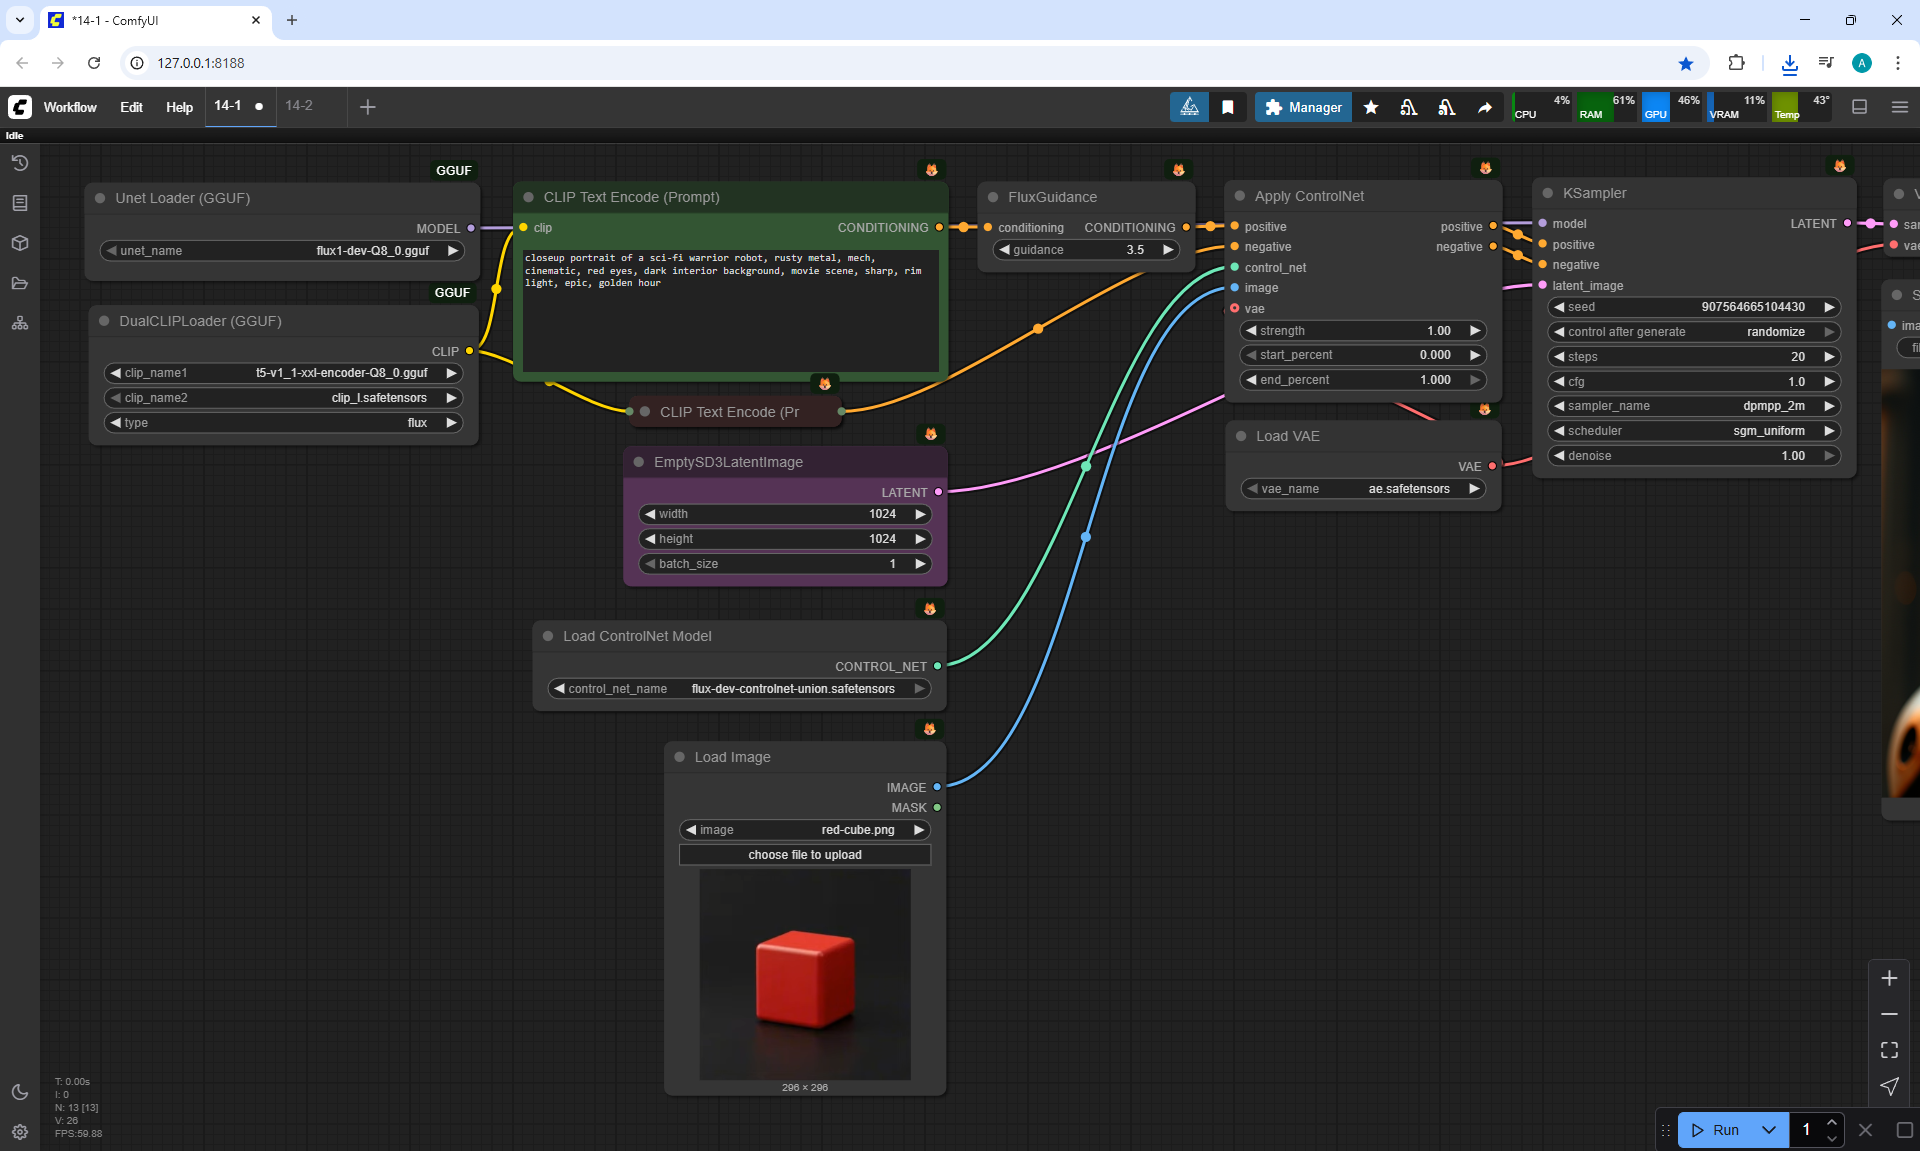 *14-1 - ComfyUI
127.0.0.1:8188
Workflow Edit Help 14-1 14-2
Manager
CPU 4% RAM 61% GPU 46% VRAM 11% Temp 43°
Idle
GGUF
Unet Loader (GGUF)
MODEL
unet_name flux1-dev-Q8_0.gguf
GGUF
DualCLIPLoader (GGUF)
CLIP
clip_name1 t5-v1_1-xxl-encoder-Q8_0.gguf
clip_name2 clip_l.safetensors
type flux
CLIP Text Encode (Prompt)
clip CONDITIONING
closeup portrait of a sci-fi warrior robot, rusty metal, mech,
cinematic, red eyes, dark interior background, movie scene, sharp, rim
light, epic, golden hour
CLIP Text Encode (Pr
EmptySD3LatentImage
LATENT
width 1024
height 1024
batch_size 1
Load ControlNet Model
CONTROL_NET
control_net_name flux-dev-controlnet-union.safetensors
Load Image
IMAGE
MASK
image red-cube.png
choose file to upload
296 × 296
FluxGuidance
conditioning CONDITIONING
guidance 3.5
Apply ControlNet
positive positive
negative negative
control_net
image
vae
strength 1.00
start_percent 0.000
end_percent 1.000
Load VAE
VAE
vae_name ae.safetensors
KSampler
model LATENT
positive
negative
latent_image
seed 907564665104430
control after generate randomize
steps 20
cfg 1.0
sampler_name dpmpp_2m
scheduler sgm_uniform
denoise 1.00
V
sar
vae
S
ima
fil
T: 0.00s
I: 0
N: 13 [13]
V: 26
FPS:59.88
Run 1
A